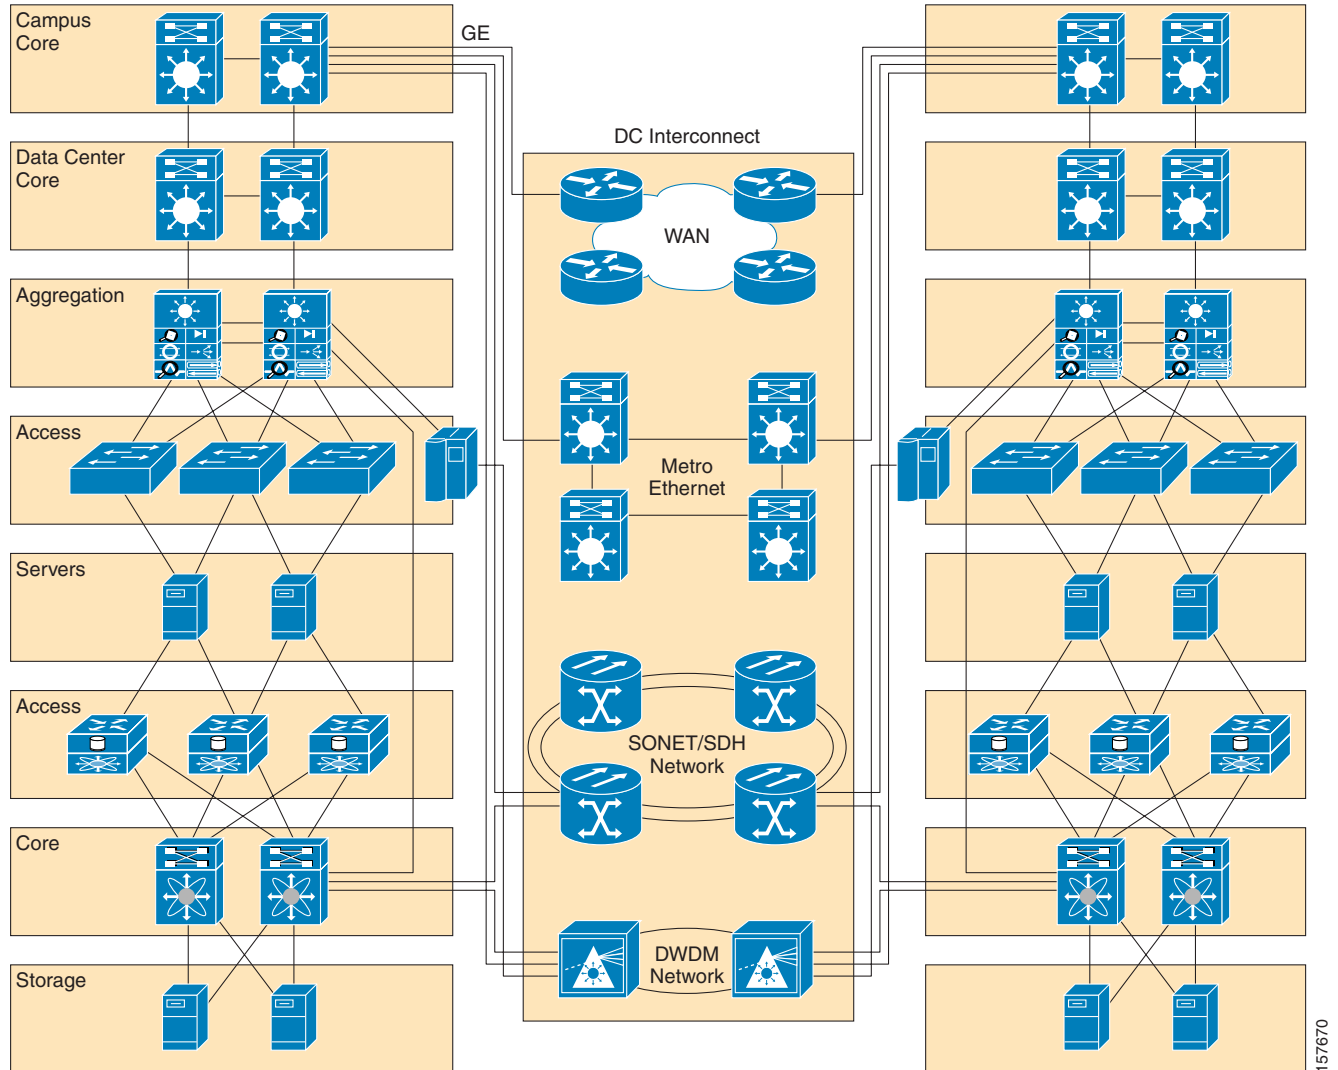 Campus
Core
GE
Data Center
Core
Aggregation
Access
Servers
Access
Core
Storage
DC Interconnect
WAN
Metro
Ethernet
SONET/SDH
Network
DWDM
Network
157670